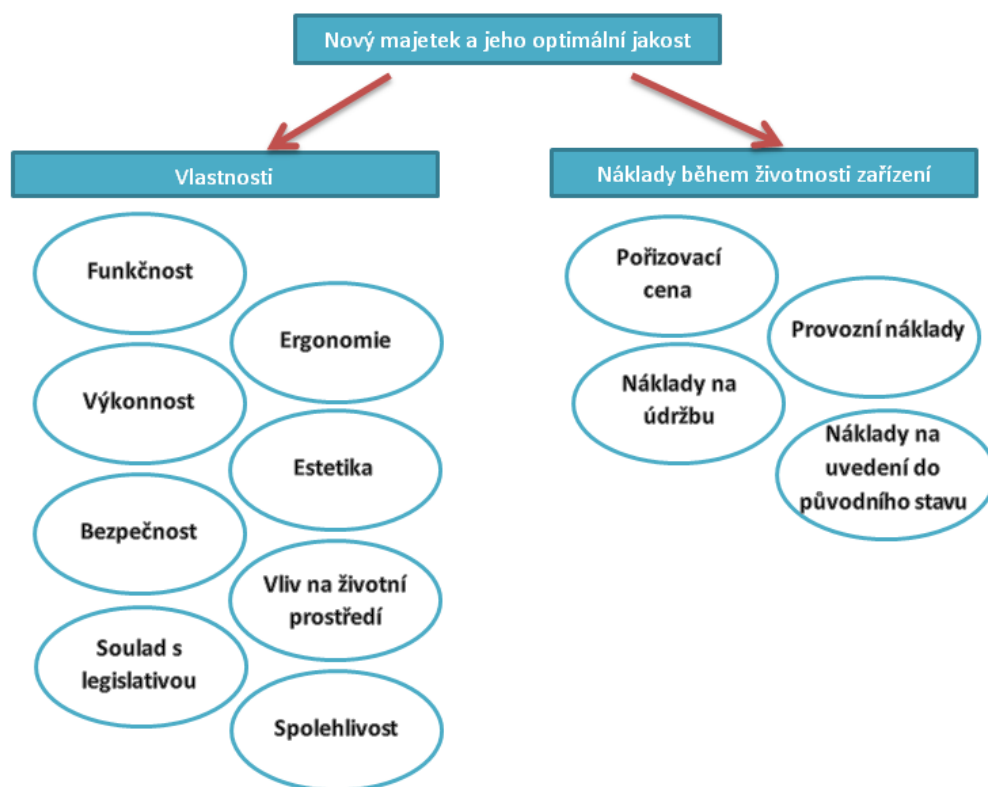 Nový majetek a jeho optimální jakost
Vlastnosti
Funkčnost
Ergonomie
Výkonnost
Estetika
Bezpečnost
Vliv na životní
prostředí
Soulad s
legislativou
Spolehlivost
Náklady během životnosti zařízení
Pořizovací
cena
Provozní náklady
Náklady na
údržbu
Náklady na
uvedení do
původního stavu